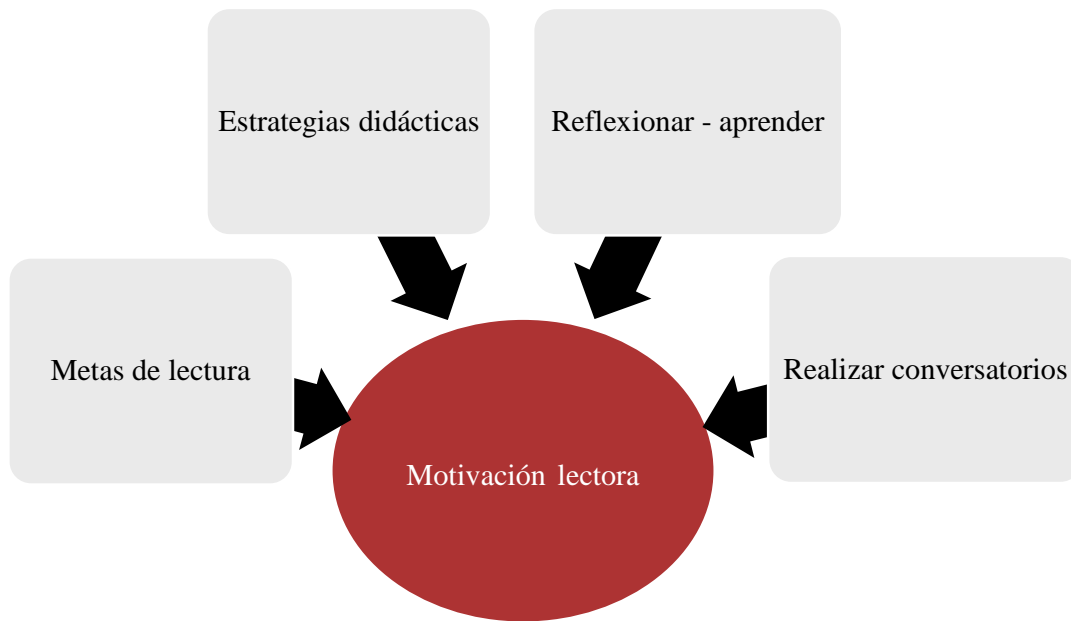 Estrategias didácticas
Reflexionar - aprender
Metas de lectura
Realizar conversatorios
Motivación lectora